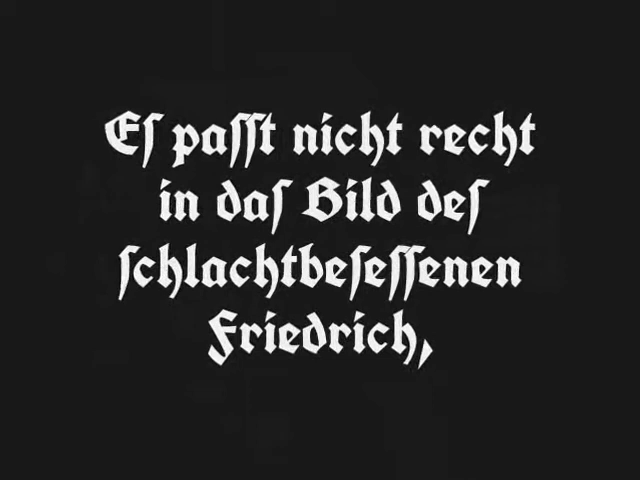 Eſ paſſt nicht recht
in daſ Bild deſ
ſchlachtbeſeſſenen
Friedrich,